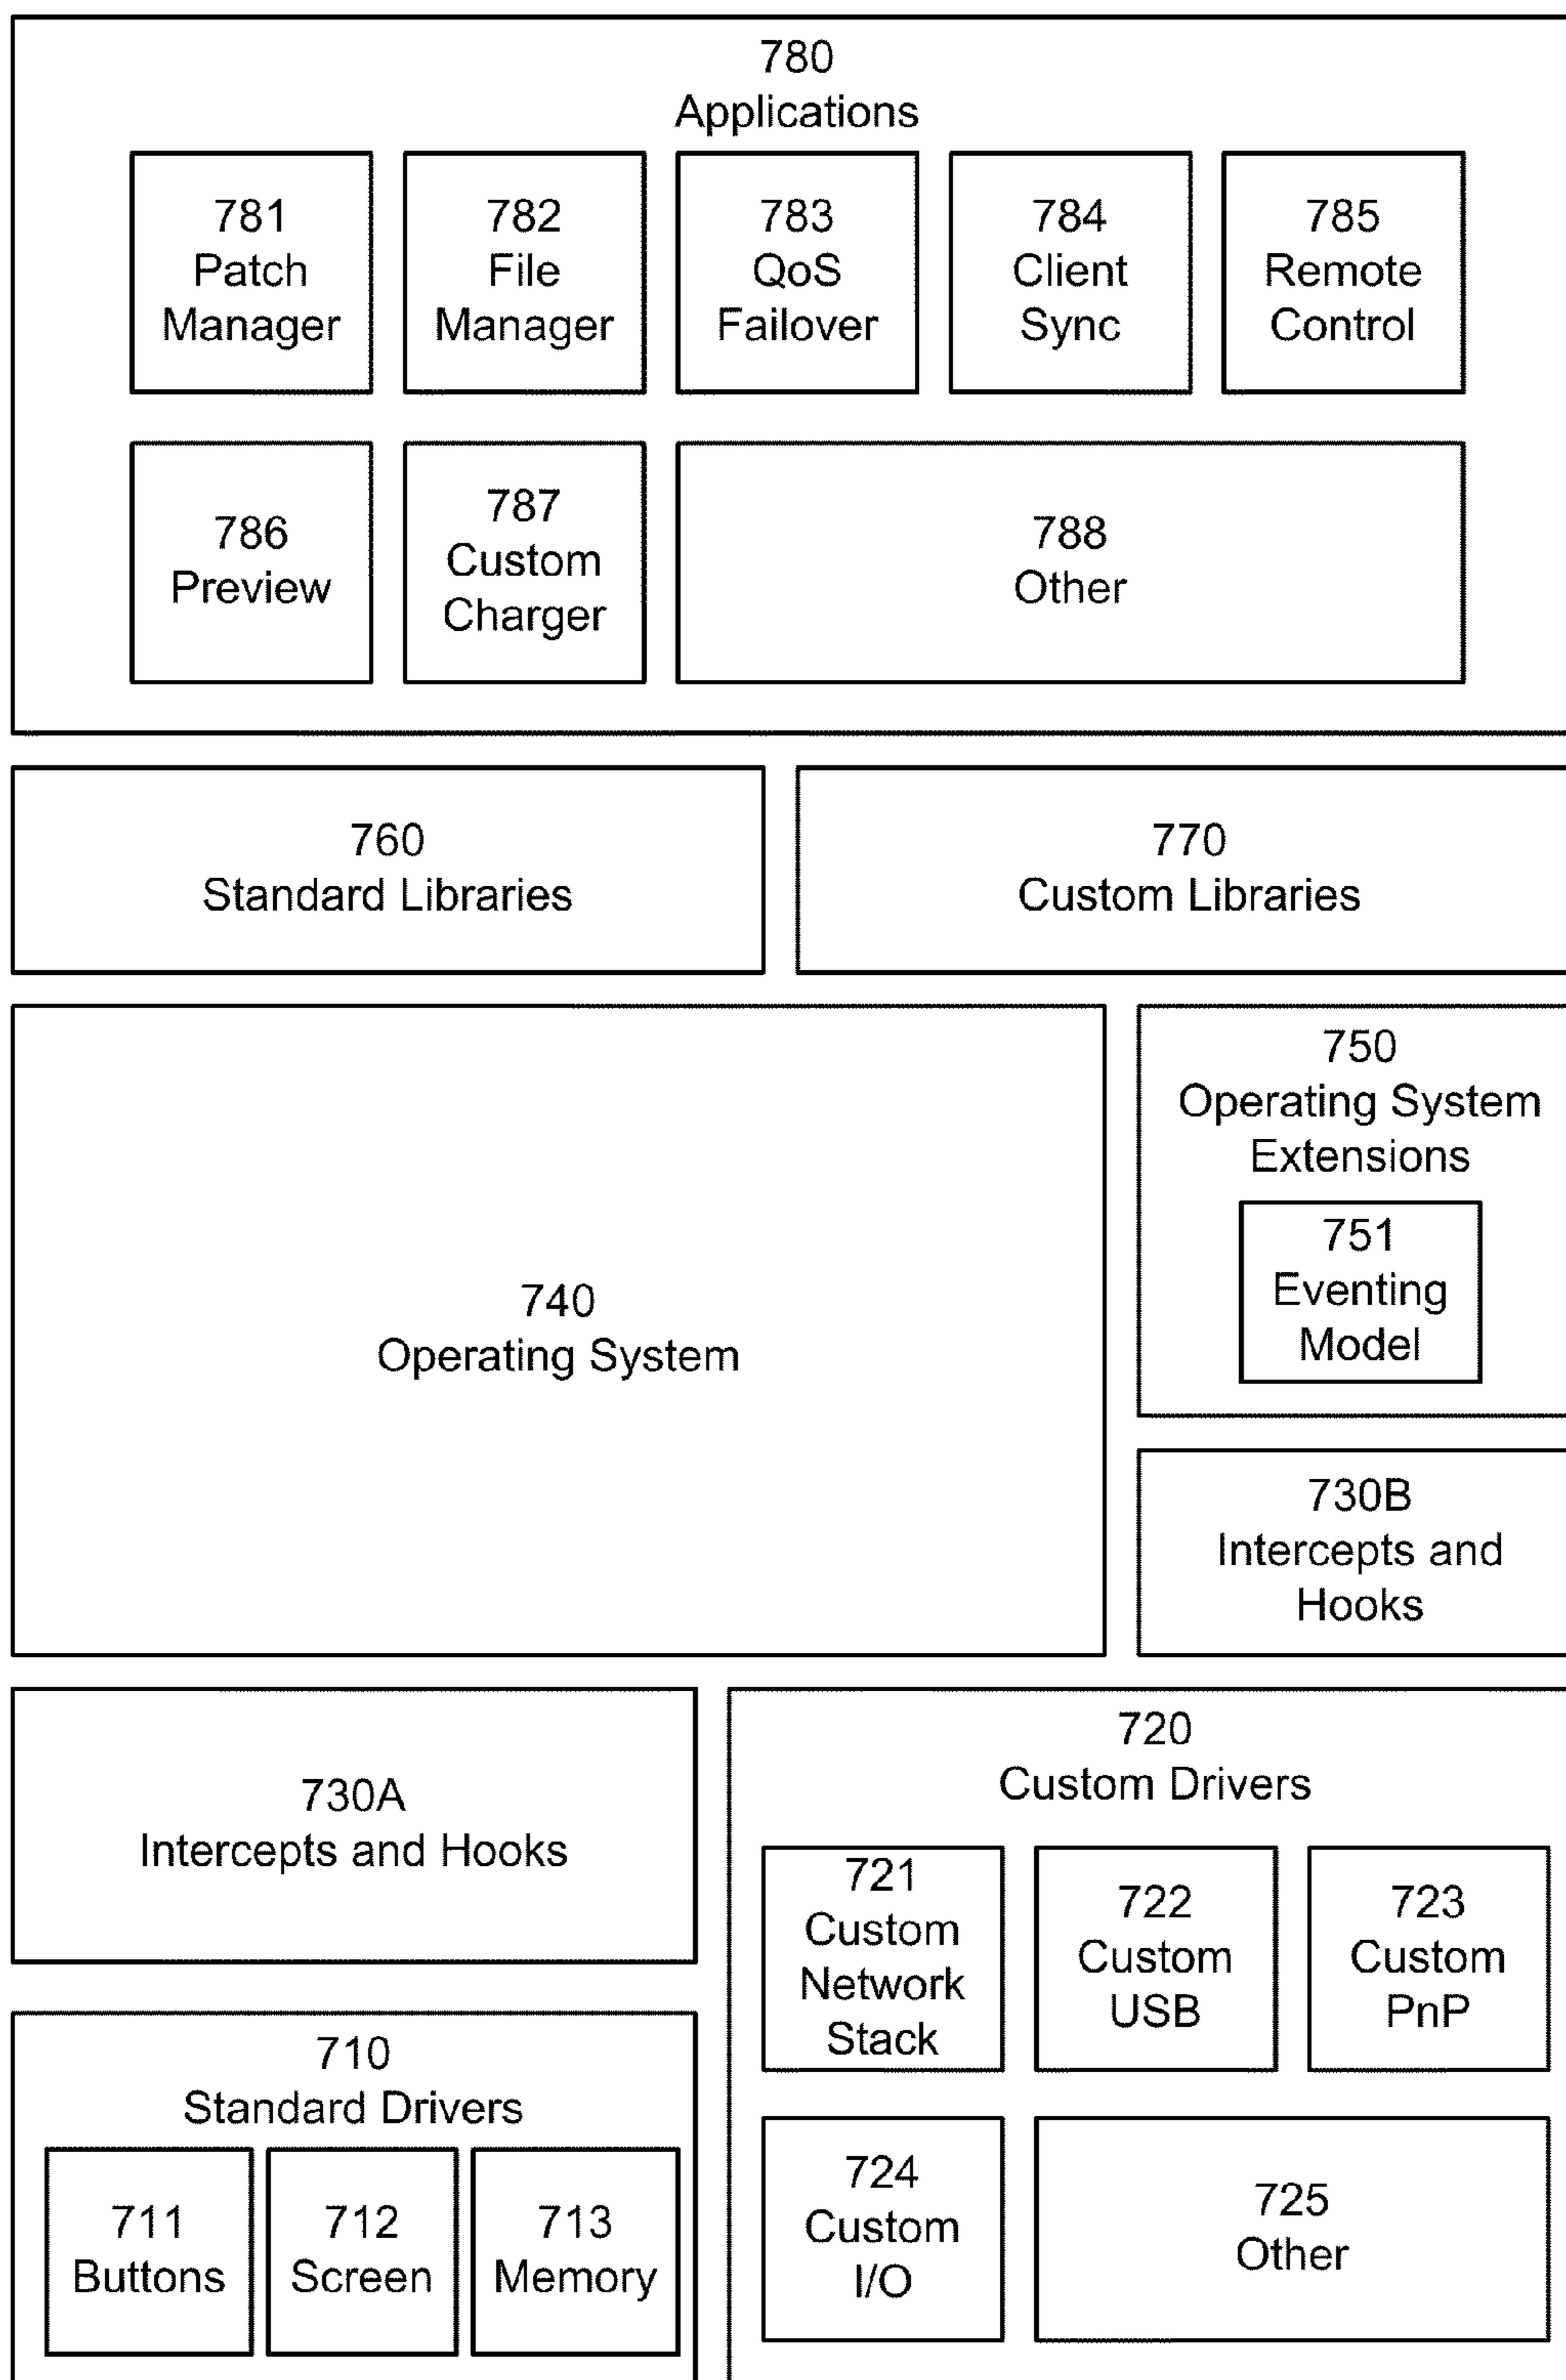 780
Applications
781
Patch
Manager
782
File
Manager
783
QoS
Failover
784
Client
Sync
785
Remote
Control
786
Preview
787
Custom
Charger
788
Other
760
Standard Libraries
770
Custom Libraries
740
Operating System
750
Operating System
Extensions
751
Eventing
Model
730B
Intercepts and
Hooks
730A
Intercepts and Hooks
720
Custom Drivers
721
Custom
Network
Stack
722
Custom
USB
723
Custom
PnP
724
Custom
I/O
725
Other
710
Standard Drivers
711
Buttons
712
Screen
713
Memory